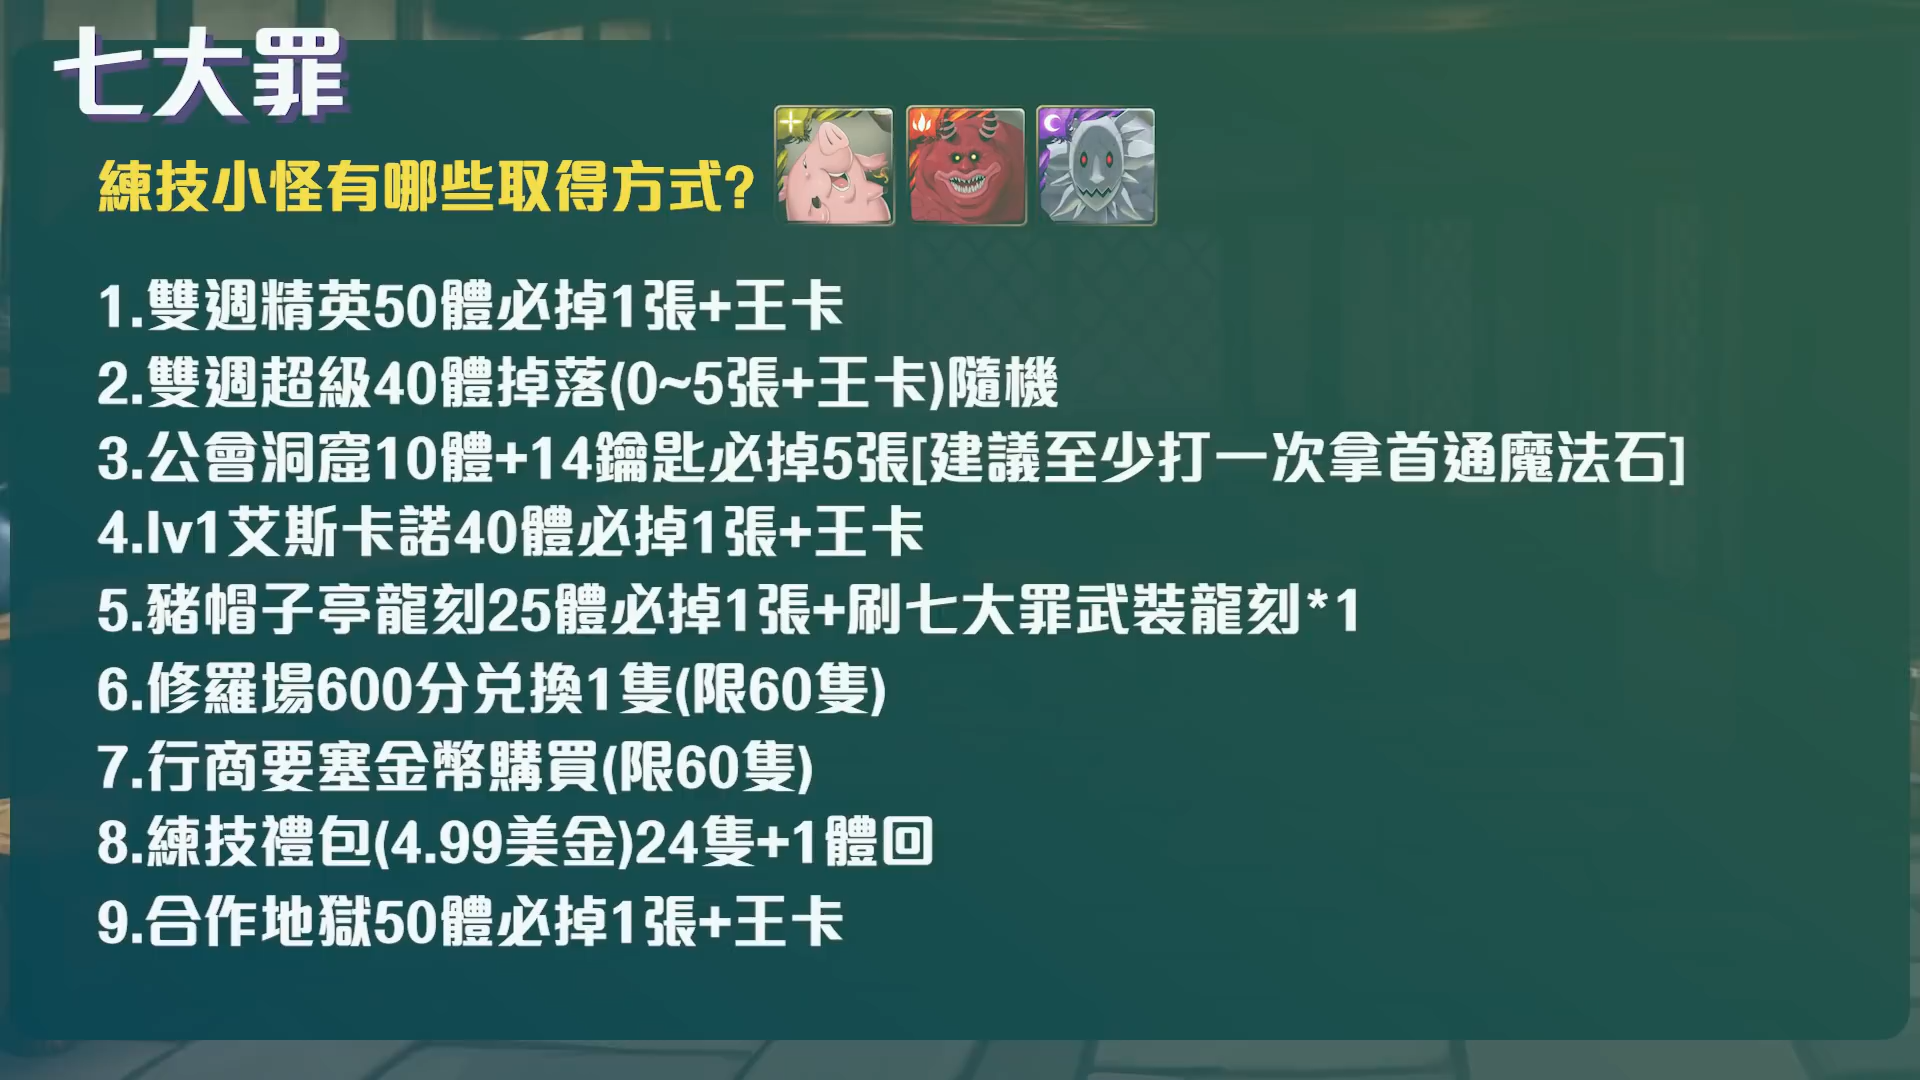 七大罪
練技小怪有哪些取得方式?
1.雙週精英50體必掉1張+王卡
2.雙週超級40體掉落(0~5張+王卡)隨機
3.公會洞窟10體+14鑰匙必掉5張[建議至少打一次拿首通魔法石]
4.lv1艾斯卡諾40體必掉1張+王卡
5.豬帽子亭龍刻25體必掉1張+刷七大罪武裝龍刻*1
6.修羅場600分兌換1隻(限60隻)
7.行商要塞金幣購買(限60隻)
8.練技禮包(4.99美金)24隻+1體回
9.合作地獄50體必掉1張+王卡